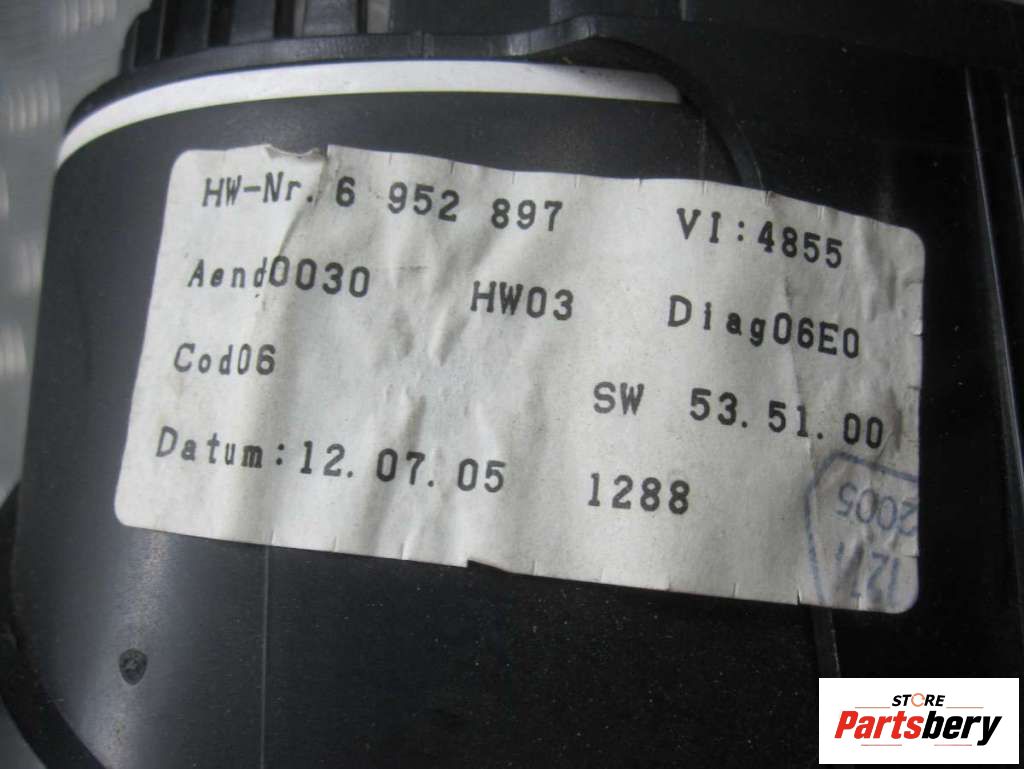 HW-Nr. 6 952 897 VI:4855
Aend0030 HW03 Diag06E0
Cod06 SW 53.51.00
Datum:12.07.05 1288
2005
STORE
Partsbery